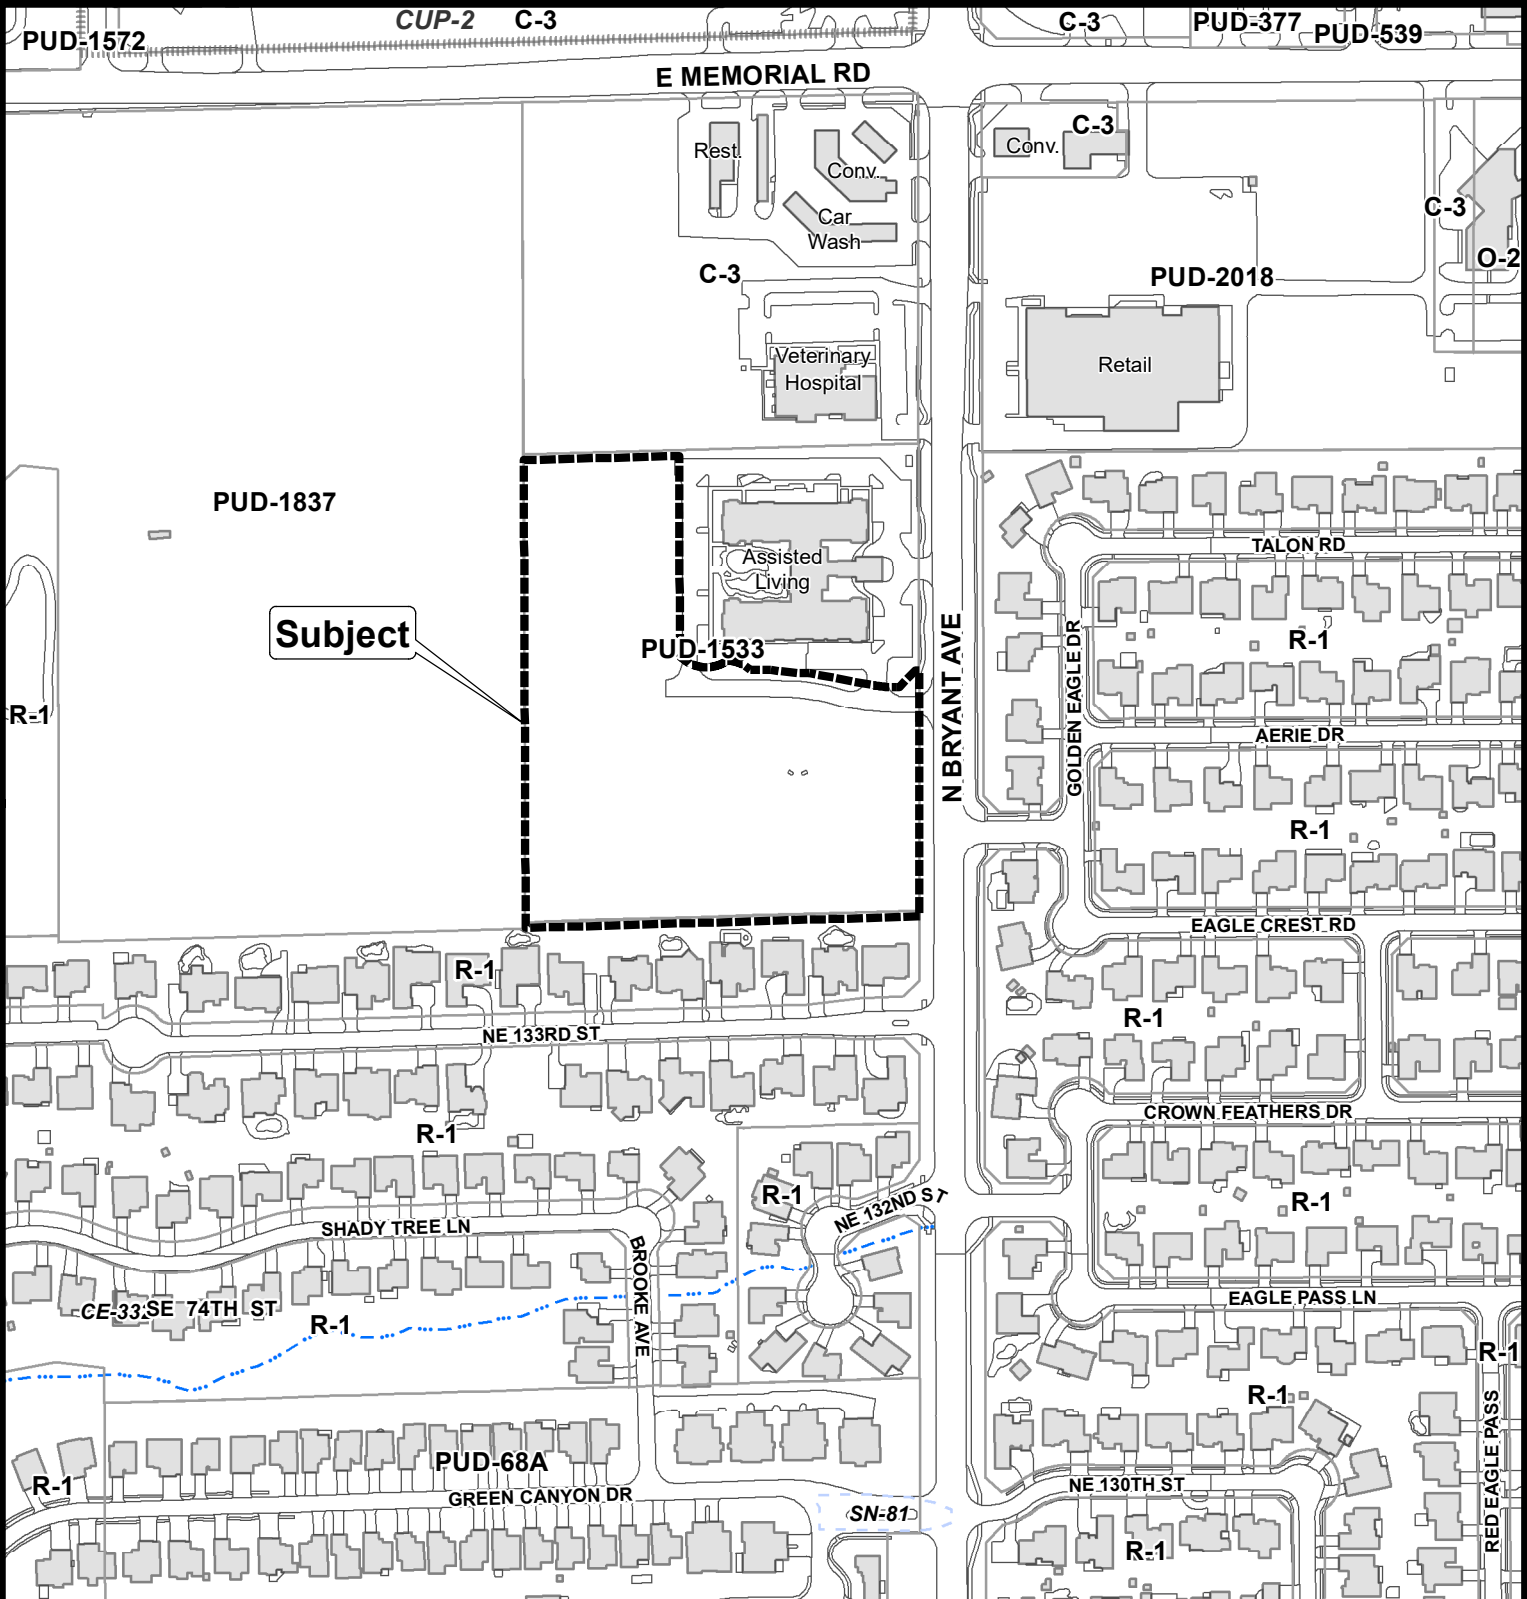 CUP-2
C-3
C-3
PUD-377
PUD-539
PUD-1572
E MEMORIAL RD
Rest.
Conv.
Car
Wash
Conv.
C-3
C-3
O-2
C-3
PUD-2018
Veterinary
Hospital
Retail
PUD-1837
Assisted
Living
TALON RD
Subject
PUD-1533
R-1
R-1
N BRYANT AVE
GOLDEN EAGLE DR
AERIE DR
R-1
EAGLE CREST RD
R-1
R-1
NE 133RD ST
CROWN FEATHERS DR
R-1
R-1
R-1
NE 132ND ST
SHADY TREE LN
BROOKE AVE
EAGLE PASS LN
SE 74TH ST
R-1
R-1
R-1
RED EAGLE PASS
PUD-68A
R-1
GREEN CANYON DR
NE 130TH ST
SN-81
R-1